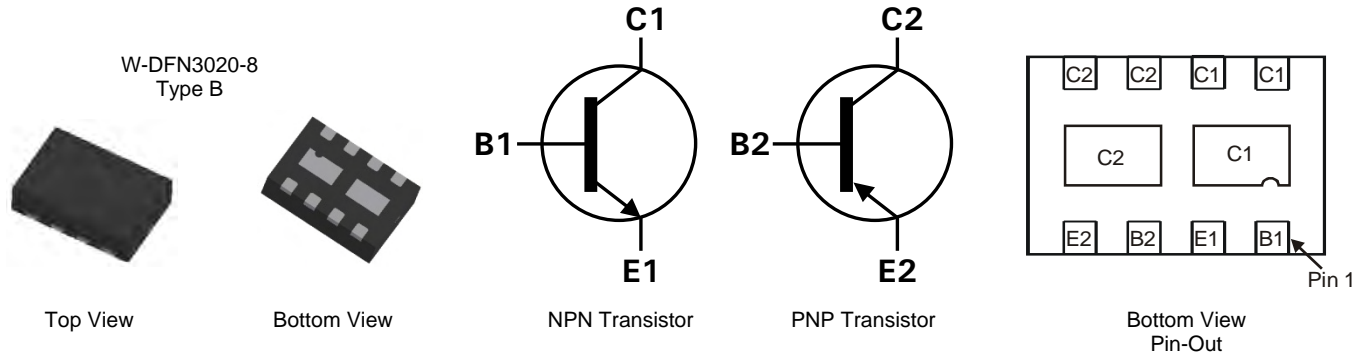 W-DFN3020-8
Type B
Top View
Bottom View
C1
B1
E1
NPN Transistor
C2
B2
E2
PNP Transistor
C2 C2 C1 C1
C2 C1
E2 B2 E1 B1
Pin 1
Bottom View
Pin-Out